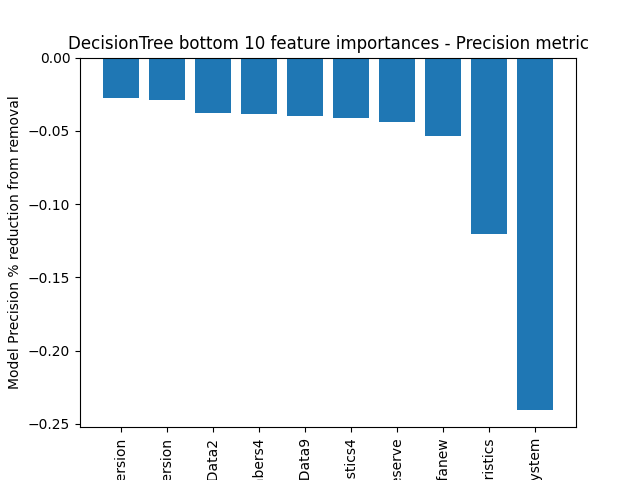 DecisionTree bottom 10 feature importances - Precision metric
Model Precision % reduction from removal
0.00
−0.05
−0.10
−0.15
−0.20
−0.25
ersion
ersion
Data2
bers4
Data9
stics4
eserve
fanew
ristics
ystem